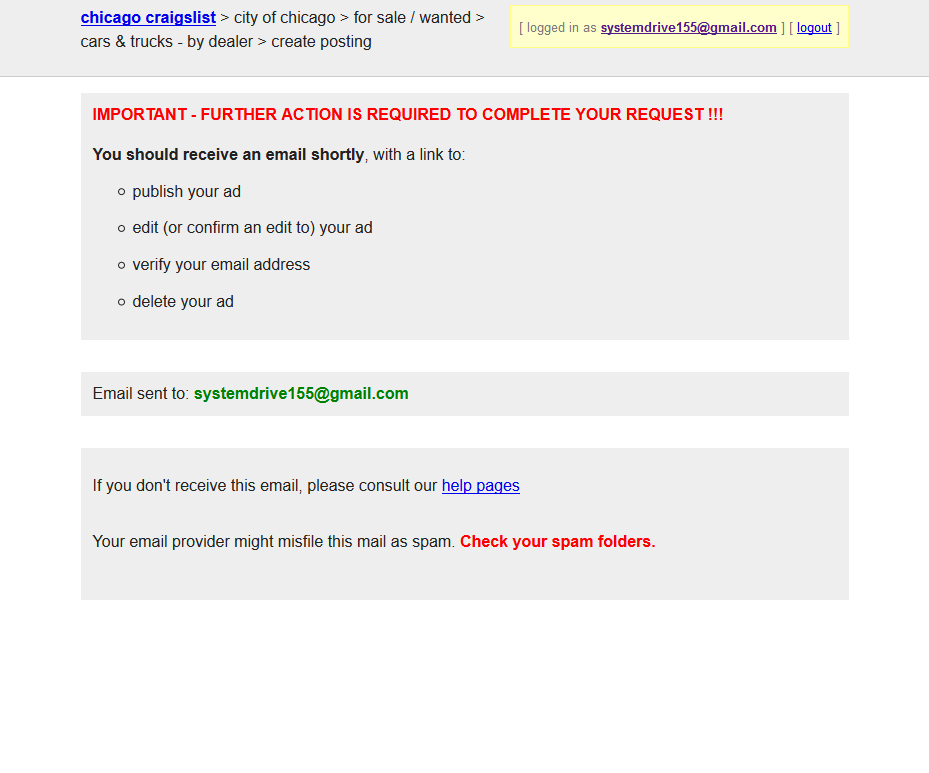 chicago craigslist > city of chicago > for sale / wanted >
cars & trucks - by dealer > create posting
[ logged in as systemdrive155@gmail.com ] [ logout ]
IMPORTANT - FURTHER ACTION IS REQUIRED TO COMPLETE YOUR REQUEST !!!
You should receive an email shortly, with a link to:
publish your ad
edit (or confirm an edit to) your ad
verify your email address
delete your ad
Email sent to: systemdrive155@gmail.com
If you don't receive this email, please consult our help pages
Your email provider might misfile this mail as spam. Check your spam folders.